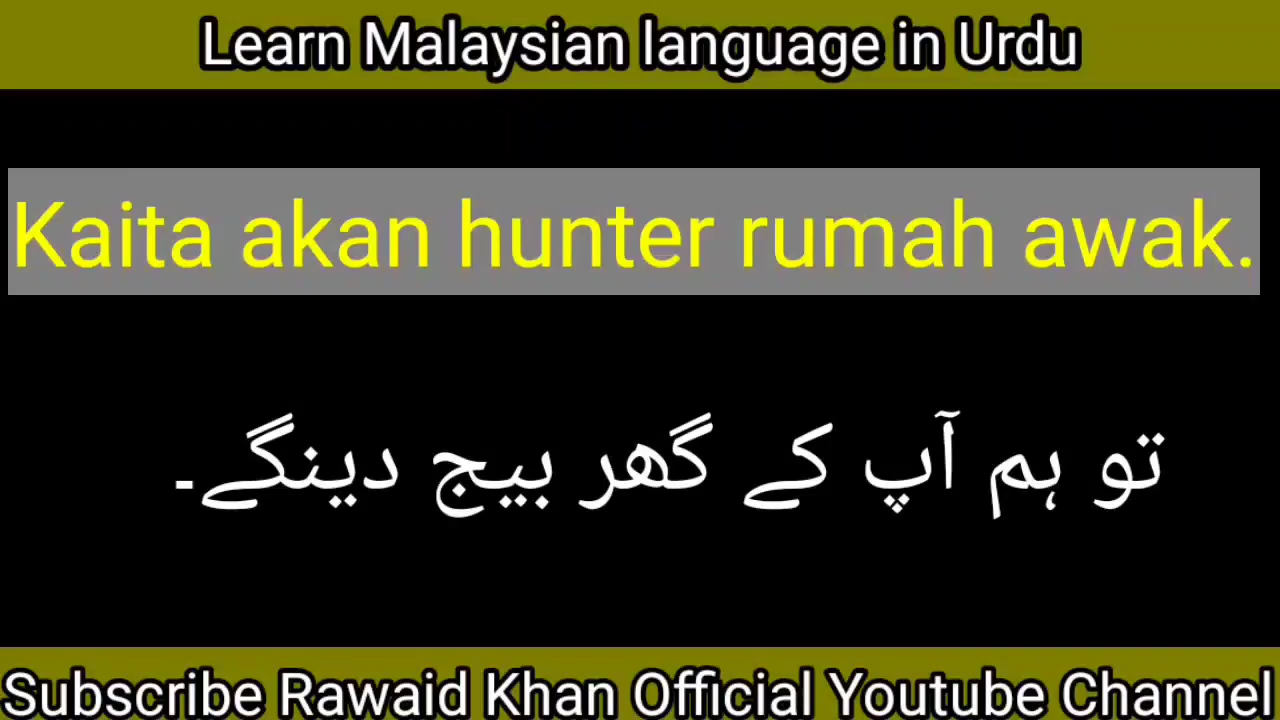 Learn Malaysian language in Urdu
Kaita akan hunter rumah awak.
تو ہم آپ کے گھر بیج دینگے۔
Subscribe Rawaid Khan Official Youtube Channel